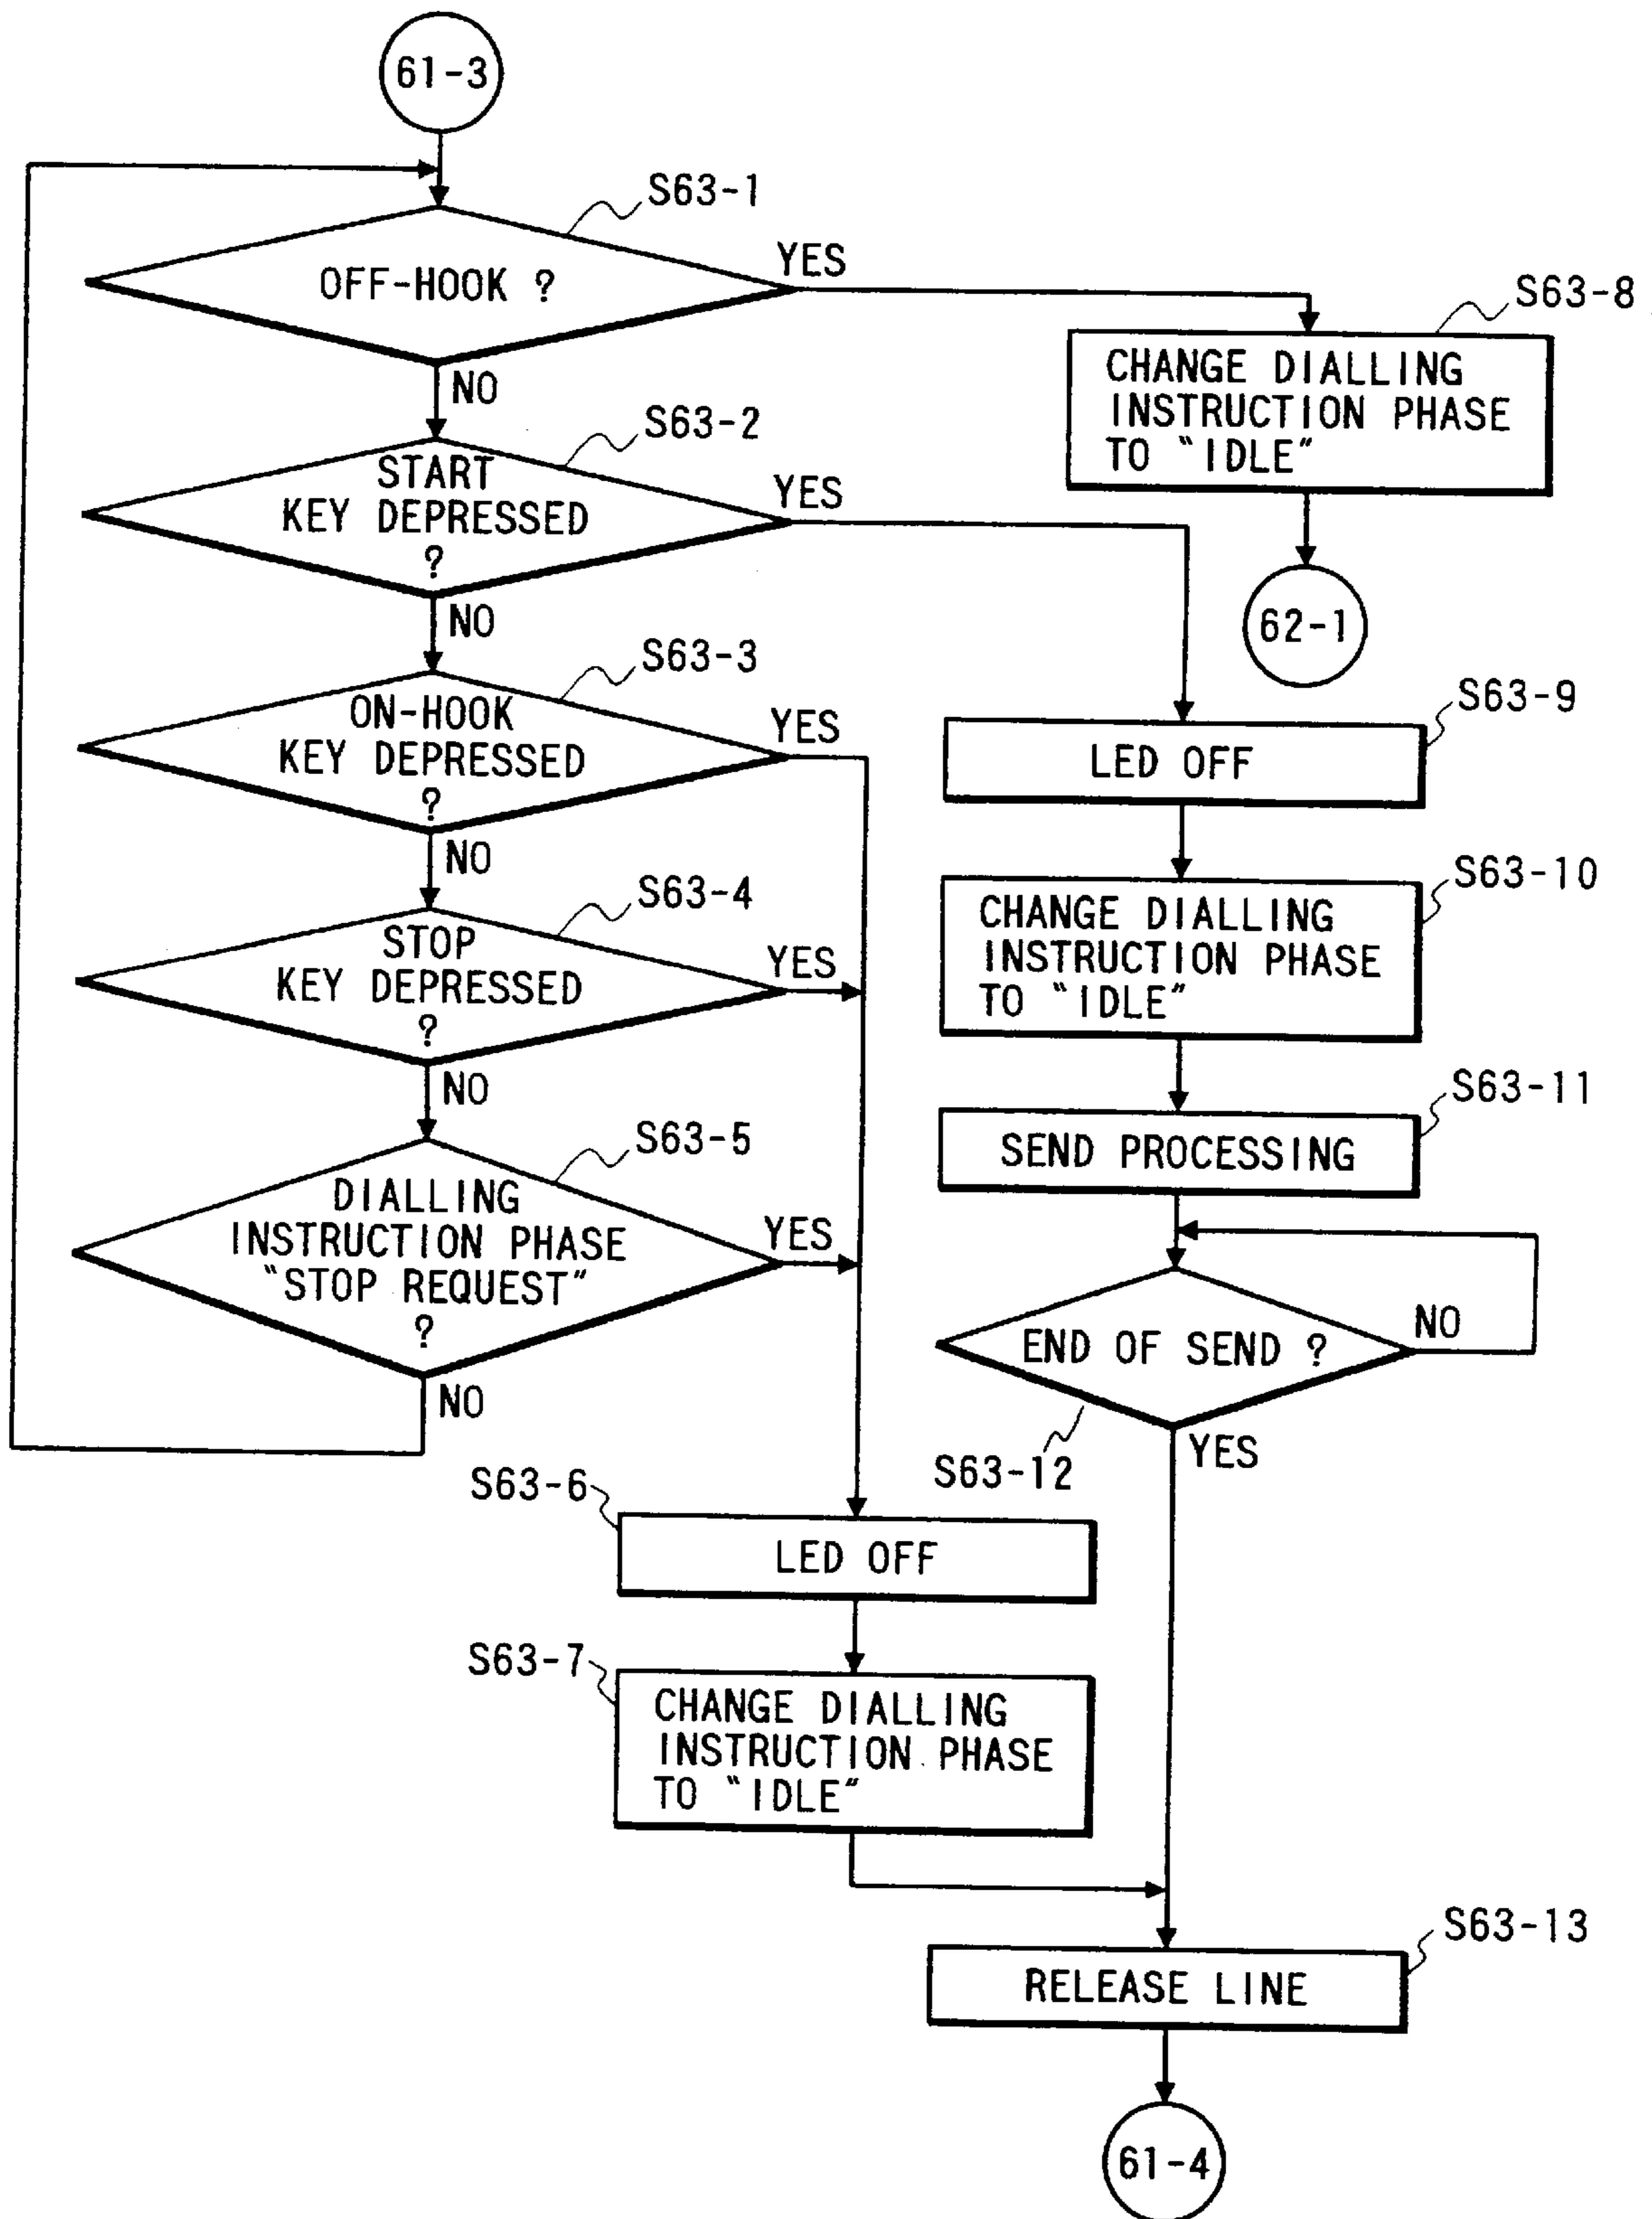 61-3
S63-1
OFF-HOOK ?
YES
NO
S63-8
CHANGE DIALLING
INSTRUCTION PHASE
TO "IDLE"
62-1
S63-2
START
KEY DEPRESSED
?
YES
NO
S63-3
ON-HOOK
KEY DEPRESSED
?
YES
NO
S63-4
STOP
KEY DEPRESSED
?
YES
NO
S63-5
DIALLING
INSTRUCTION PHASE
"STOP REQUEST"
?
YES
NO
S63-9
LED OFF
S63-10
CHANGE DIALLING
INSTRUCTION PHASE
TO "IDLE"
S63-11
SEND PROCESSING
END OF SEND ?
NO
S63-12
YES
S63-6
LED OFF
S63-7
CHANGE DIALLING
INSTRUCTION PHASE
TO "IDLE"
S63-13
RELEASE LINE
61-4